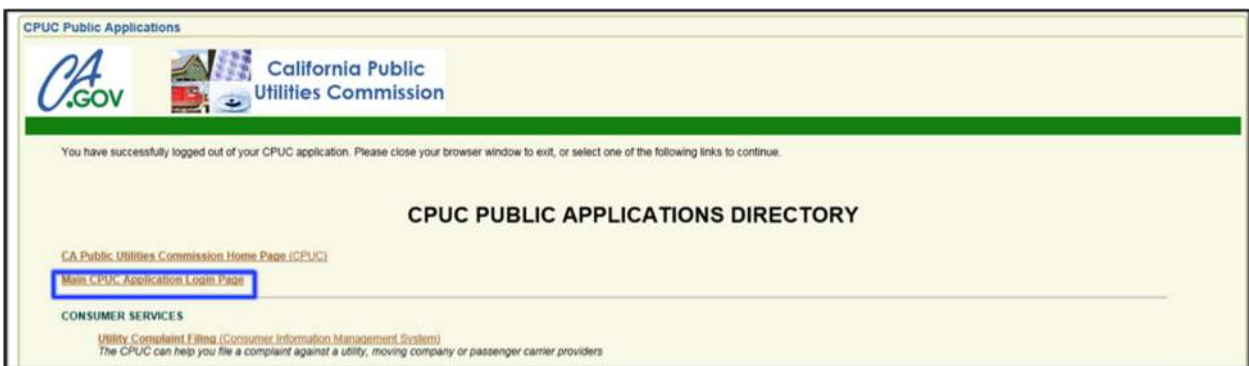 CPUC Public Applications
CA
.GOV
California Public
Utilities Commission
You have successfully logged out of your CPUC application. Please close your browser window to exit, or select one of the following links to continue.
CPUC PUBLIC APPLICATIONS DIRECTORY
CA Public Utilities Commission Home Page (CPUC)
Main CPUC Application Login Page
CONSUMER SERVICES
Utility Complaint Filing (Consumer Information Management System)
The CPUC can help you file a complaint against a utility, moving company or passenger carrier providers